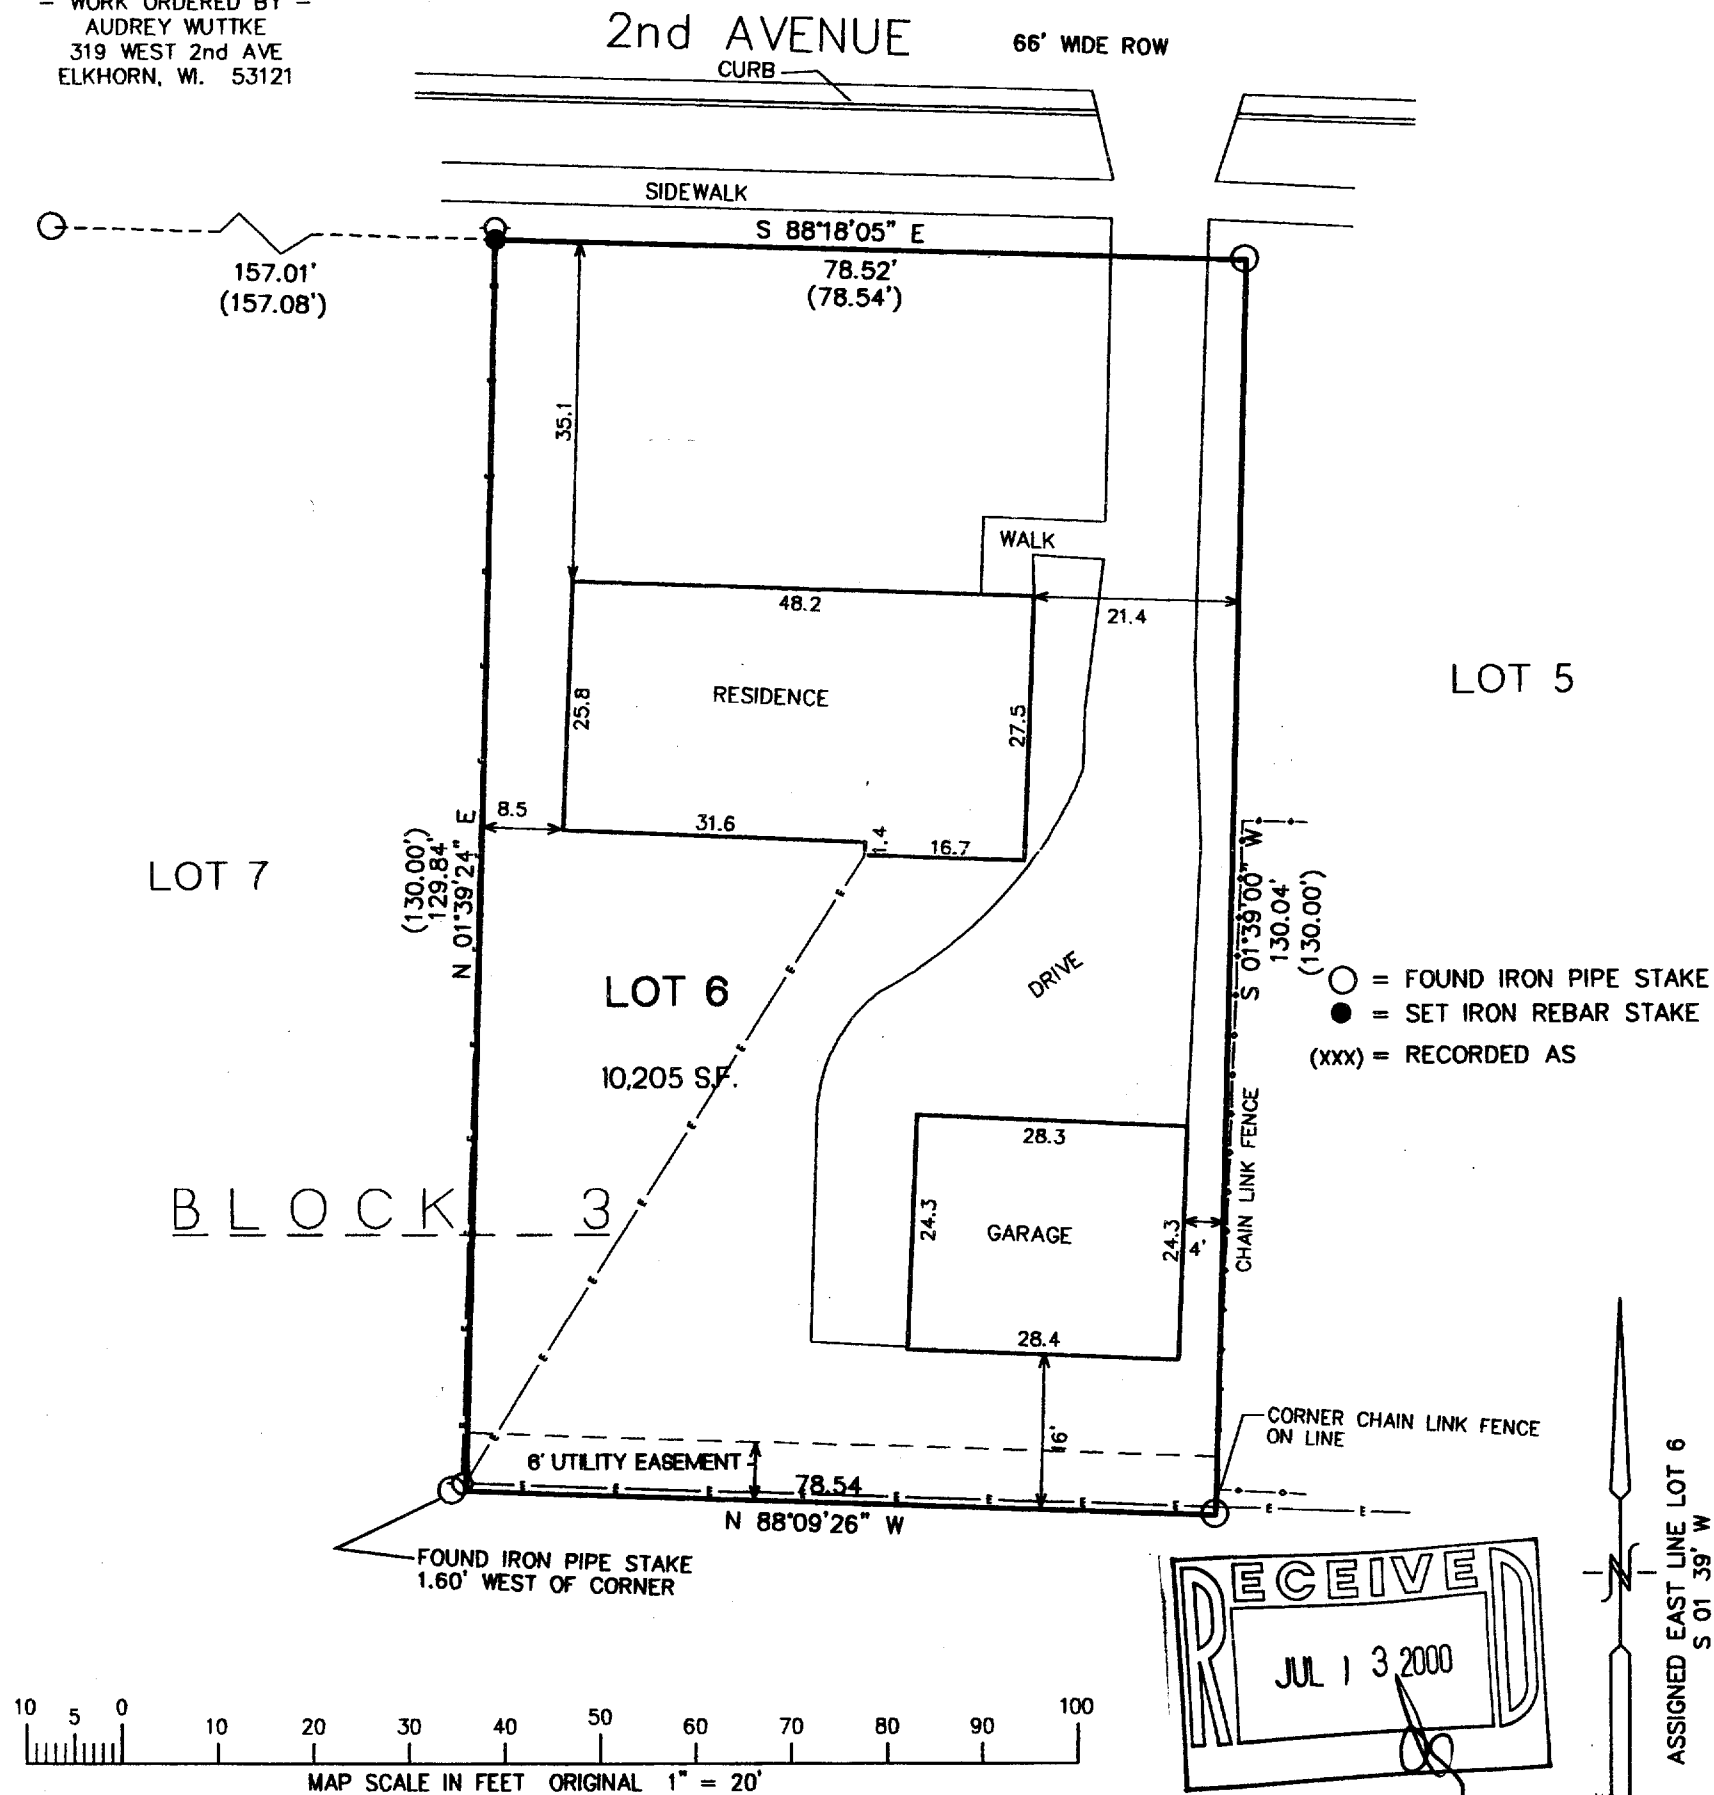 – WORK ORDERED BY –
AUDREY WUTTKE
319 WEST 2nd AVE
ELKHORN, WI. 53121
2nd AVENUE
66' WIDE ROW
CURB
SIDEWALK
S 88°18'05" E
78.52'
(78.54')
157.01'
(157.08')
35.1
WALK
48.2
21.4
RESIDENCE
25.8
27.5
LOT 5
8.5
31.6
1.4
16.7
LOT 7
(130.00')
129.84'
N 01°39'24" E
S 01°39'00" W
130.04'
(130.00')
LOT 6
10,205 S.F.
DRIVE
○ = FOUND IRON PIPE STAKE
● = SET IRON REBAR STAKE
(xxx) = RECORDED AS
CHAIN LINK FENCE
BLOCK 3
28.3
24.3
GARAGE
24.3
4'
28.4
16'
CORNER CHAIN LINK FENCE
ON LINE
6' UTILITY EASEMENT
78.54
E E E E E E E E E E
N 88°09'26" W
FOUND IRON PIPE STAKE
1.60' WEST OF CORNER
RECEIVED
JUL 13 2000
N
ASSIGNED EAST LINE LOT 6
S 01 39' W
10 5 0 10 20 30 40 50 60 70 80 90 100
MAP SCALE IN FEET ORIGINAL 1" = 20'